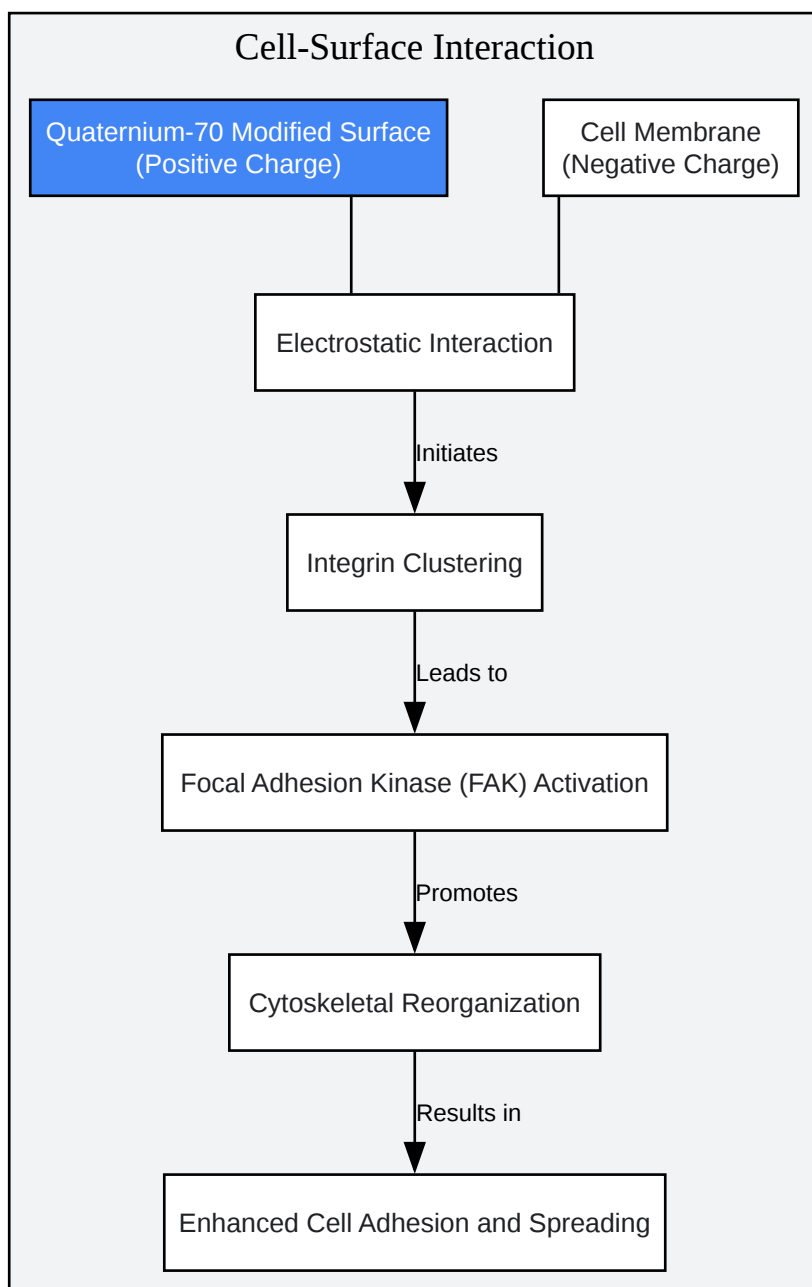 Cell-Surface Interaction
Quaternium-70 Modified Surface
(Positive Charge)
Cell Membrane
(Negative Charge)
Electrostatic Interaction
Initiates
Integrin Clustering
Leads to
Focal Adhesion Kinase (FAK) Activation
Promotes
Cytoskeletal Reorganization
Results in
Enhanced Cell Adhesion and Spreading